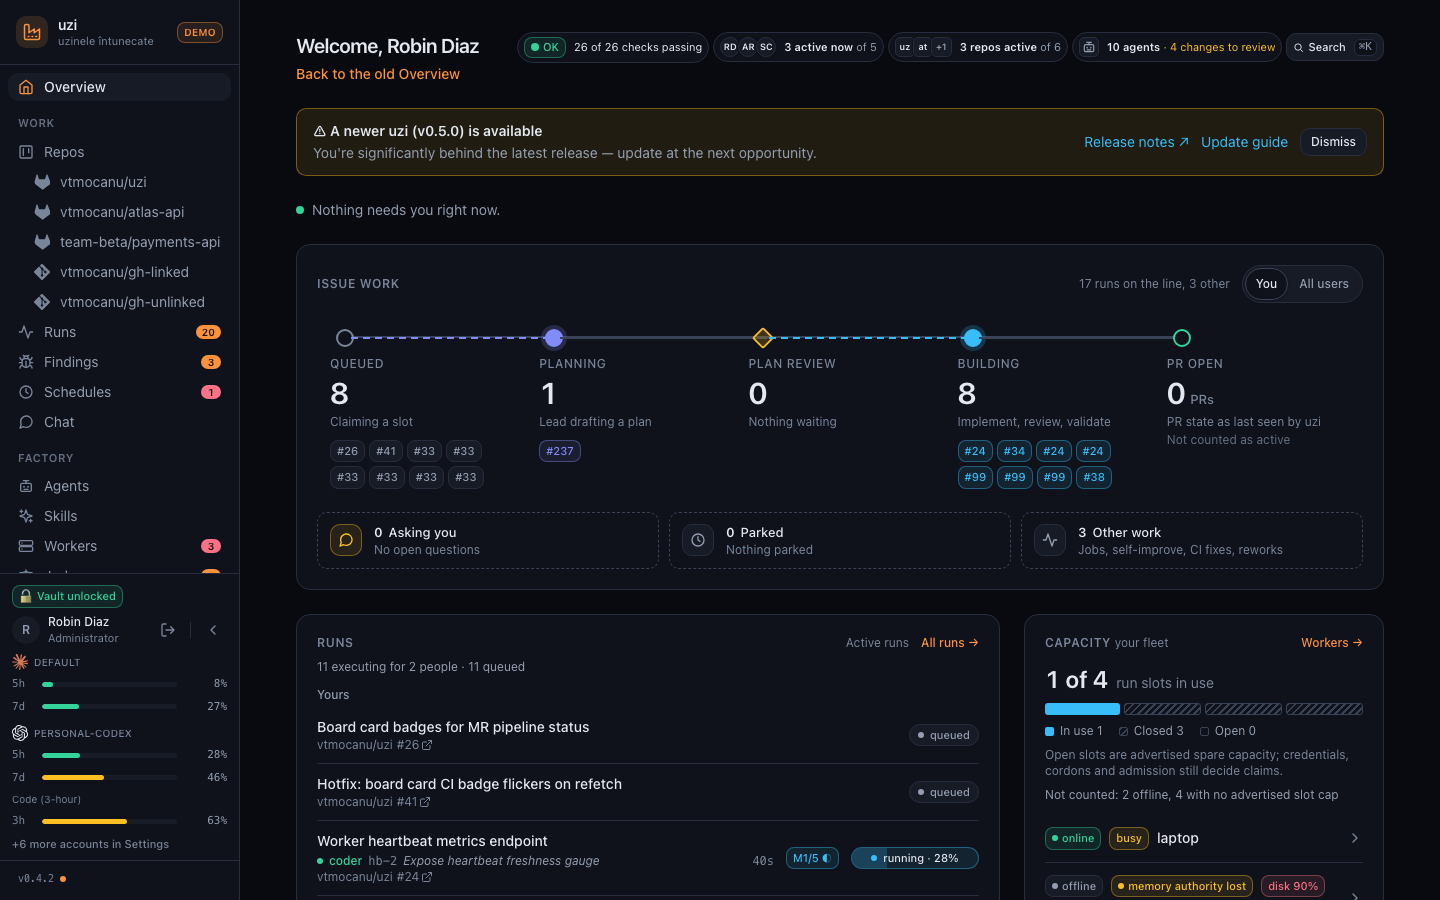 uzi
uzinele întunecate
DEMO
Overview
WORK
Repos
vtmocanu/uzi
vtmocanu/atlas-api
team-beta/payments-api
vtmocanu/gh-linked
vtmocanu/gh-unlinked
Runs 20
Findings 3
Schedules 1
Chat
FACTORY
Agents
Skills
Workers 3
Vault unlocked
R
Robin Diaz
Administrator
DEFAULT
5h 8%
7d 27%
PERSONAL-CODEX
5h 28%
7d 46%
Code (3-hour)
3h 63%
+6 more accounts in Settings
v0.4.2
Welcome, Robin Diaz
Back to the old Overview
OK 26 of 26 checks passing
RD AR SC 3 active now of 5
uz at +1 3 repos active of 6
10 agents · 4 changes to review
Search ⌘K
A newer uzi (v0.5.0) is available
You're significantly behind the latest release — update at the next opportunity.
Release notes ↗ Update guide Dismiss
Nothing needs you right now.
ISSUE WORK
17 runs on the line, 3 other
You All users
QUEUED
8
Claiming a slot
#26 #41 #33 #33
#33 #33 #33 #33
PLANNING
1
Lead drafting a plan
#237
PLAN REVIEW
0
Nothing waiting
BUILDING
8
Implement, review, validate
#24 #34 #24 #24
#99 #99 #99 #38
PR OPEN
0 PRs
PR state as last seen by uzi
Not counted as active
0 Asking you
No open questions
0 Parked
Nothing parked
3 Other work
Jobs, self-improve, CI fixes, reworks
RUNS
Active runs All runs →
11 executing for 2 people · 11 queued
Yours
Board card badges for MR pipeline status
vtmocanu/uzi #26
queued
Hotfix: board card CI badge flickers on refetch
vtmocanu/uzi #41
queued
Worker heartbeat metrics endpoint
coder hb–2 Expose heartbeat freshness gauge
vtmocanu/uzi #24
40s M1/5 running · 28%
CAPACITY your fleet
Workers →
1 of 4 run slots in use
In use 1 Closed 3 Open 0
Open slots are advertised spare capacity; credentials,
cordons and admission still decide claims.
Not counted: 2 offline, 4 with no advertised slot cap
online busy laptop
offline memory authority lost disk 90%